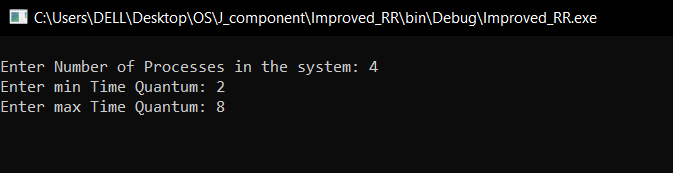 C:\Users\DELL\Desktop\OS\J_component\Improved_RR\bin\Debug\Improved_RR.exe
Enter Number of Processes in the system: 4
Enter min Time Quantum: 2
Enter max Time Quantum: 8